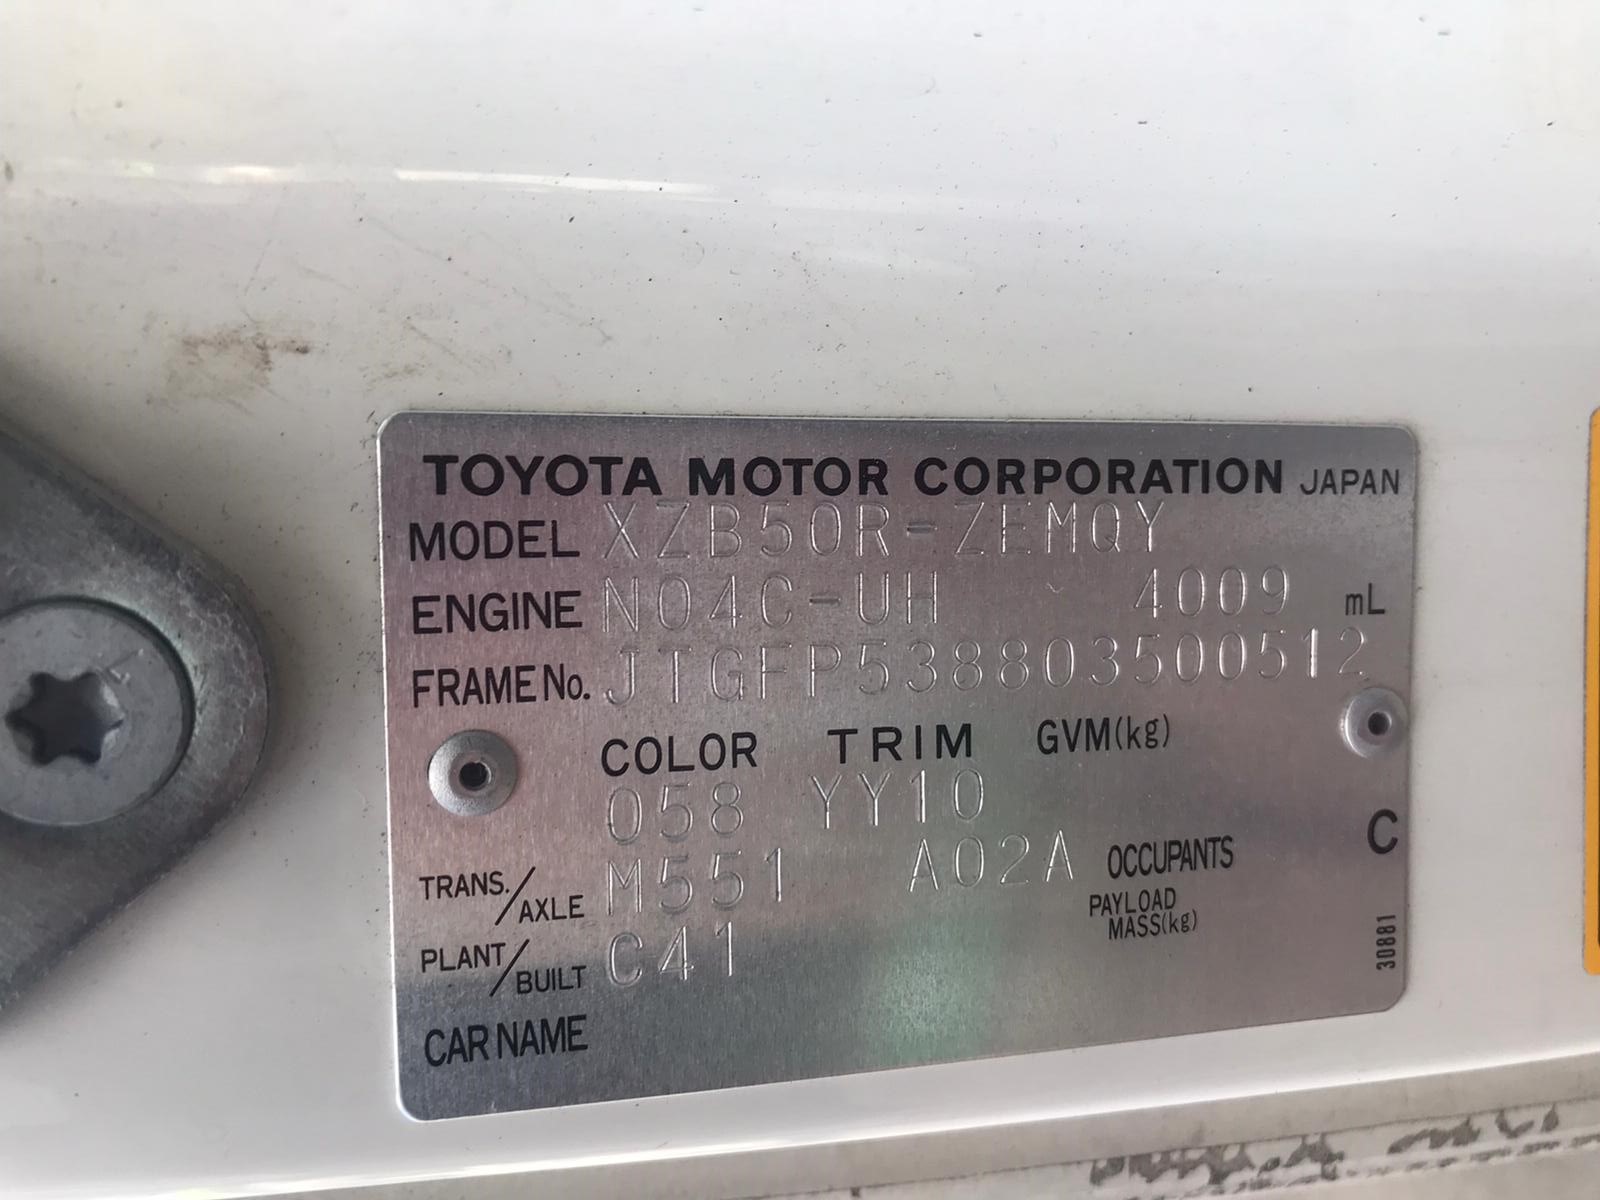 TOYOTA MOTOR CORPORATION JAPAN
MODEL XZB50R-ZEMQY
ENGINE N04C-UH 4009 mL
FRAME No. JTGFP538803500512
COLOR TRIM GVM(kg)
058 YY10
C
TRANS./AXLE M551 A02A OCCUPANTS
PAYLOAD MASS(kg)
PLANT/BUILT C41
30881
CAR NAME